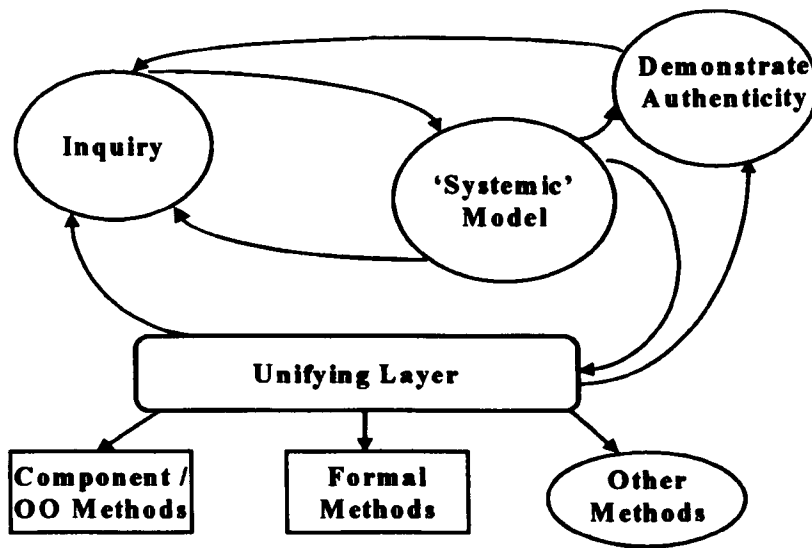 Demonstrate
Authenticity
Inquiry
‘Systemic’
Model
Unifying Layer
Component /
OO Methods
Formal
Methods
Other
Methods